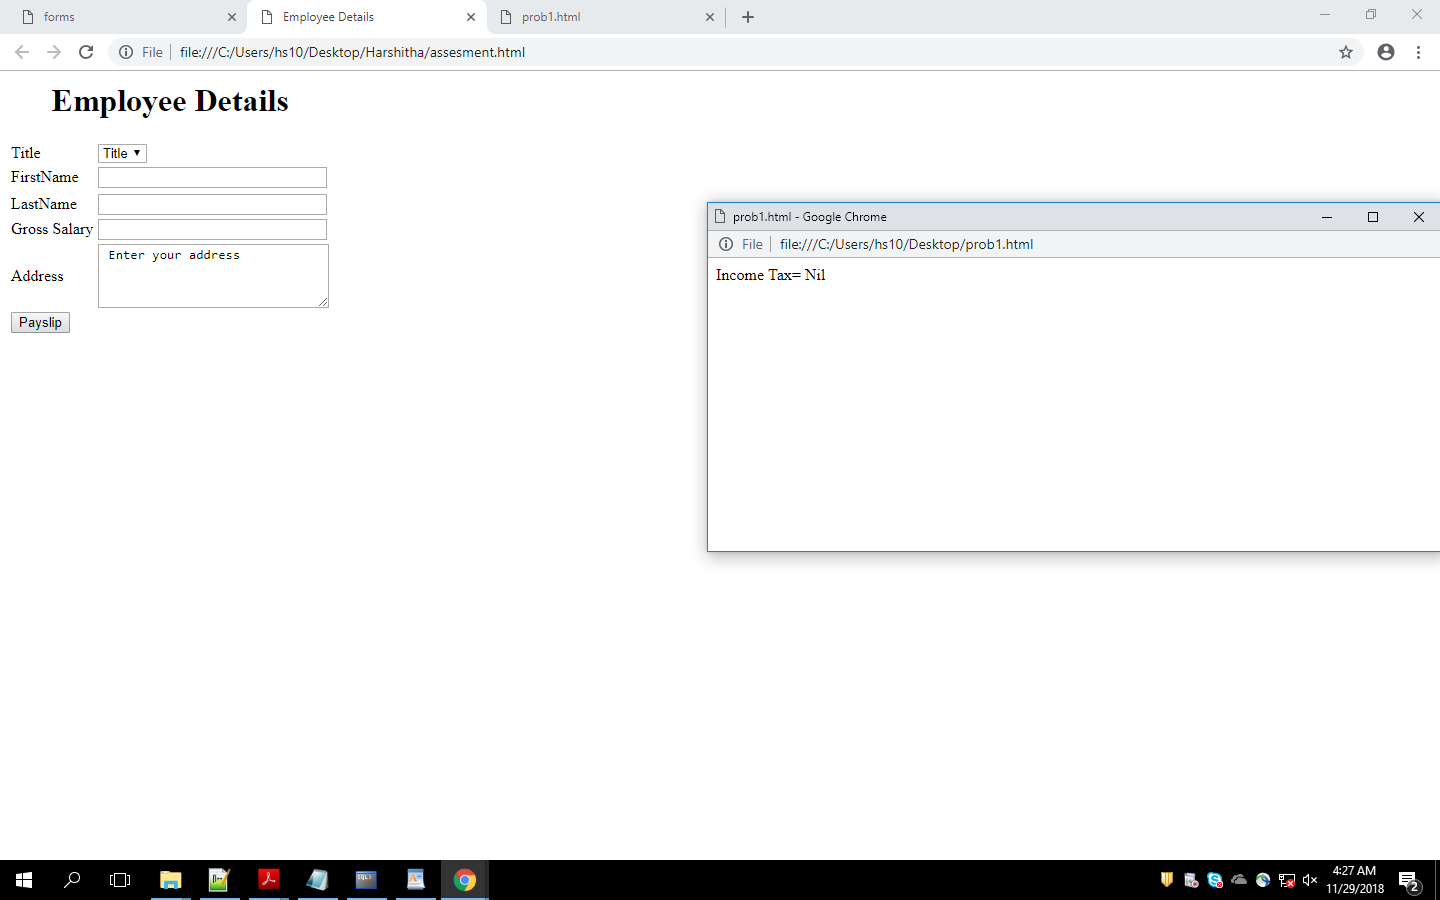 forms
Employee Details
prob1.html
File
file:///C:/Users/hs10/Desktop/Harshitha/assesment.html
Employee Details
Title
Title
FirstName
LastName
Gross Salary
Address
Enter your address
Payslip
prob1.html - Google Chrome
File
file:///C:/Users/hs10/Desktop/prob1.html
Income Tax= Nil
4:27 AM
11/29/2018
2